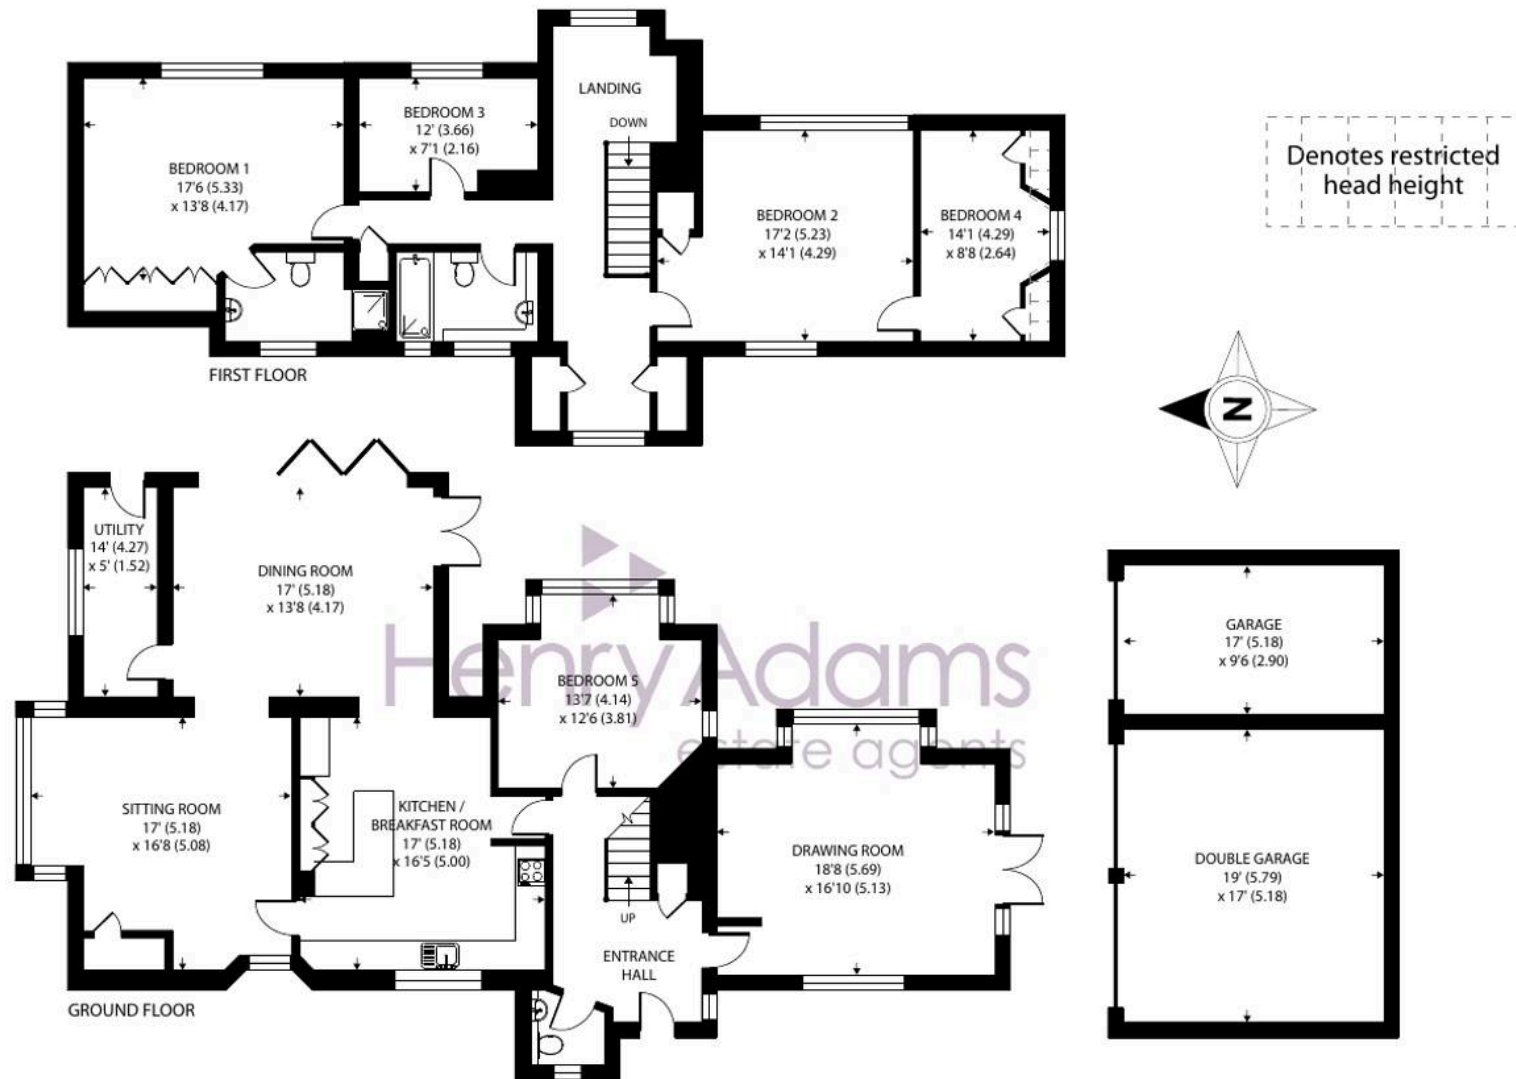 LANDING
DOWN
BEDROOM 3
12' (3.66)
x 7'1 (2.16)
BEDROOM 1
17'6 (5.33)
x 13'8 (4.17)
BEDROOM 2
17'2 (5.23)
x 14'1 (4.29)
BEDROOM 4
14'1 (4.29)
x 8'8 (2.64)
Denotes restricted
head height
FIRST FLOOR
N
UTILITY
14' (4.27)
x 5' (1.52)
DINING ROOM
17' (5.18)
x 13'8 (4.17)
Henry Adams
estate agents
BEDROOM 5
13'7 (4.14)
x 12'6 (3.81)
GARAGE
17' (5.18)
x 9'6 (2.90)
SITTING ROOM
17' (5.18)
x 16'8 (5.08)
KITCHEN /
BREAKFAST ROOM
17' (5.18)
x 16'5 (5.00)
DRAWING ROOM
18'8 (5.69)
x 16'10 (5.13)
DOUBLE GARAGE
19' (5.79)
x 17' (5.18)
UP
ENTRANCE
HALL
GROUND FLOOR